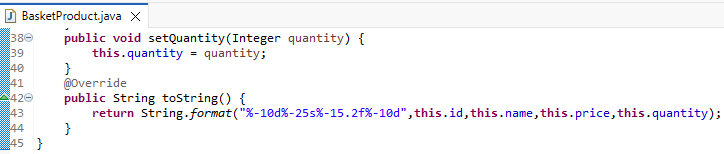 BasketProduct.java
38 public void setQuantity(Integer quantity) {
39 this.quantity = quantity;
40 }
41 @Override
42 public String toString() {
43 return String.format("%-10d%-25s%-15.2f%-10d",this.id,this.name,this.price,this.quantity);
44 }
45 }